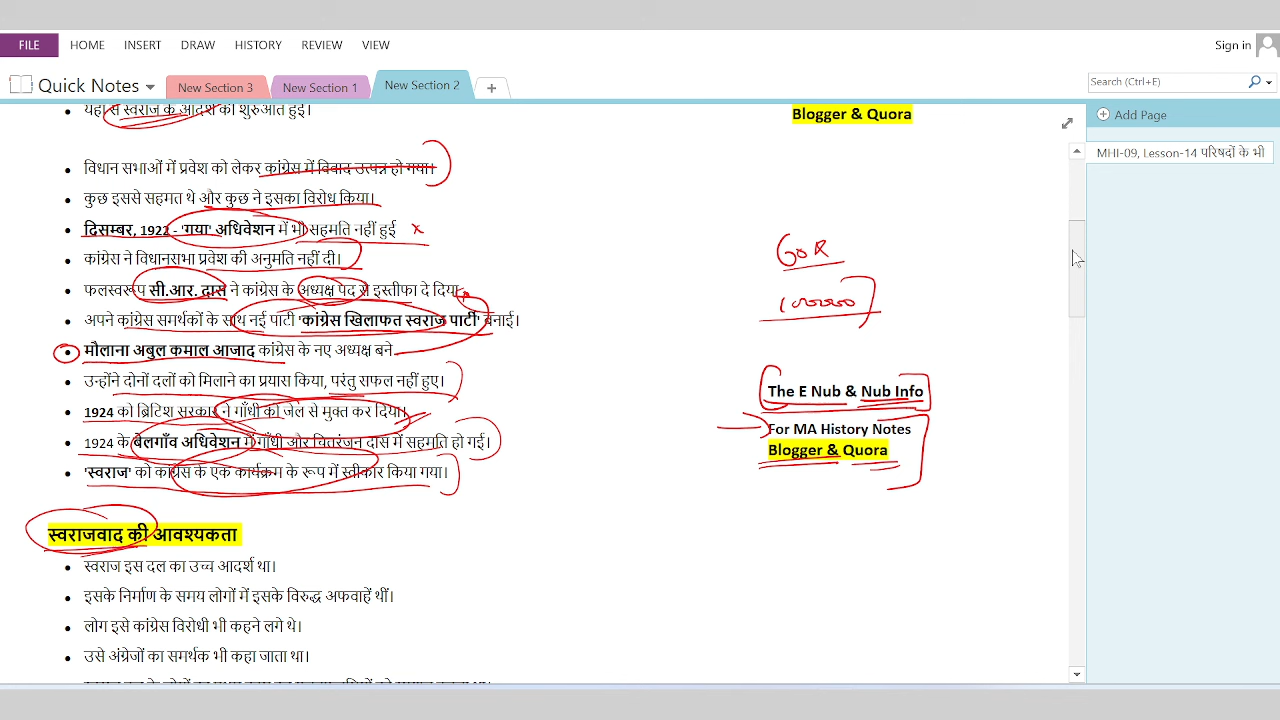 FILE HOME INSERT DRAW HISTORY REVIEW VIEW Sign in
Quick Notes New Section 3 New Section 1 New Section 2 Search (Ctrl+E)
Add Page
MHI-09, Lesson-14 परिषदों के भी
यहाँ से स्वराज के आदर्श की शुरुआत हुई।
विधान सभाओं में प्रवेश को लेकर कांग्रेस में विवाद उत्पन्न हो गया।
कुछ इससे सहमत थे और कुछ ने इसका विरोध किया।
दिसम्बर, 1922 - 'गया' अधिवेशन में भी सहमति नहीं हुई
कांग्रेस ने विधानसभा प्रवेश की अनुमति नहीं दी।
फलस्वरूप सी.आर. दास ने कांग्रेस के अध्यक्ष पद से इस्तीफा दे दिया
अपने कांग्रेस समर्थकों के साथ नई पार्टी 'कांग्रेस खिलाफत स्वराज पार्टी' बनाई।
मौलाना अबुल कमाल आजाद कांग्रेस के नए अध्यक्ष बने
उन्होंने दोनों दलों को मिलाने का प्रयास किया, परंतु सफल नहीं हुए।
1924 को ब्रिटिश सरकार ने गाँधी को जेल से मुक्त कर दिया।
1924 के बेलगाँव अधिवेशन में गाँधी और चितरंजन दास में सहमति हो गई।
'स्वराज' को कांग्रेस के एक कार्यक्रम के रूप में स्वीकार किया गया।
स्वराजवाद की आवश्यकता
स्वराज इस दल का उच्च आदर्श था।
इसके निर्माण के समय लोगों में इसके विरुद्ध अफवाहें थीं।
लोग इसे कांग्रेस विरोधी भी कहने लगे थे।
उसे अंग्रेजों का समर्थक भी कहा जाता था।
Blogger & Quora
The E Nub & Nub Info
For MA History Notes
Blogger & Quora